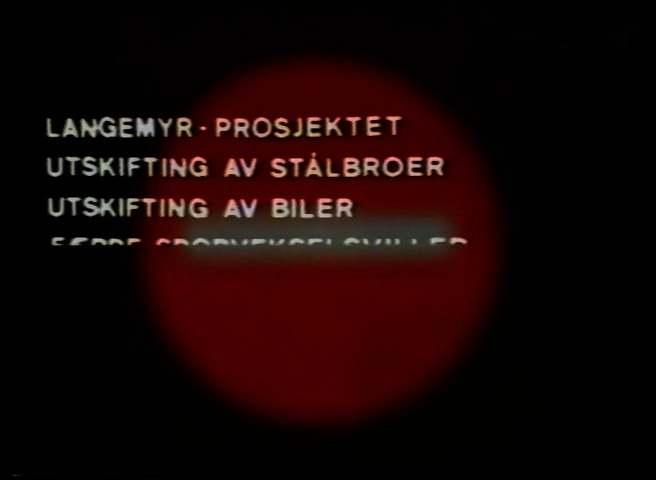 LANGEMYR-PROSJEKTET
UTSKIFTING AV STÅLBROER
UTSKIFTING AV BILER